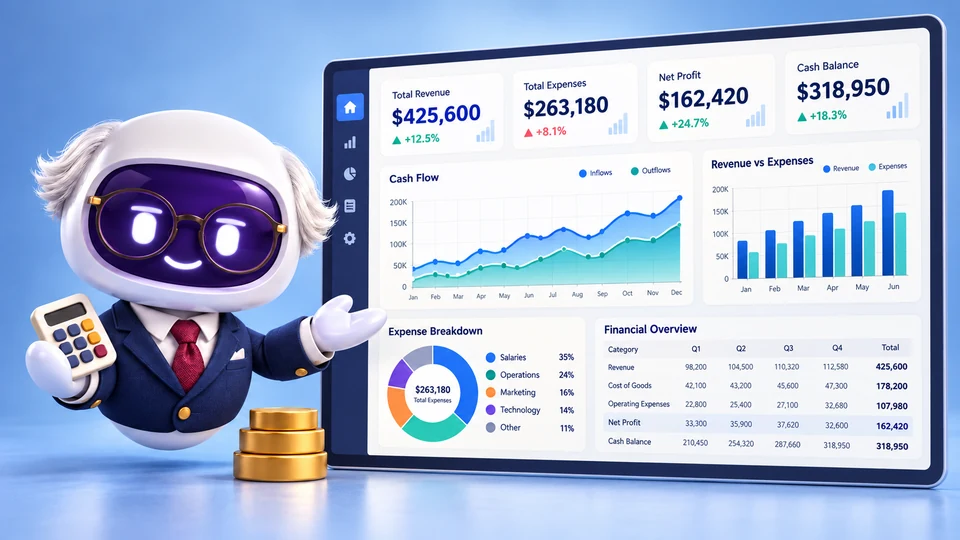 Total Revenue
$425,600
+12.5%
Total Expenses
$263,180
+8.1%
Net Profit
$162,420
+24.7%
Cash Balance
$318,950
+18.3%
Cash Flow
Inflows
Outflows
200K
150K
100K
50K
0
Jan Feb Mar Apr May Jun Jul Aug Sep Oct Nov Dec
Revenue vs Expenses
Revenue
Expenses
200K
150K
100K
50K
0
Jan Feb Mar Apr May Jun
Expense Breakdown
$263,180
Total Expenses
Salaries 35%
Operations 24%
Marketing 16%
Technology 14%
Other 11%
Financial Overview
Category Q1 Q2 Q3 Q4 Total
Revenue 98,200 104,500 110,320 112,580 425,600
Cost of Goods 42,100 43,200 45,600 47,300 178,200
Operating Expenses 22,800 25,400 27,100 32,680 107,980
Net Profit 33,300 35,900 37,620 32,600 162,420
Cash Balance 210,450 254,320 287,660 318,950 318,950